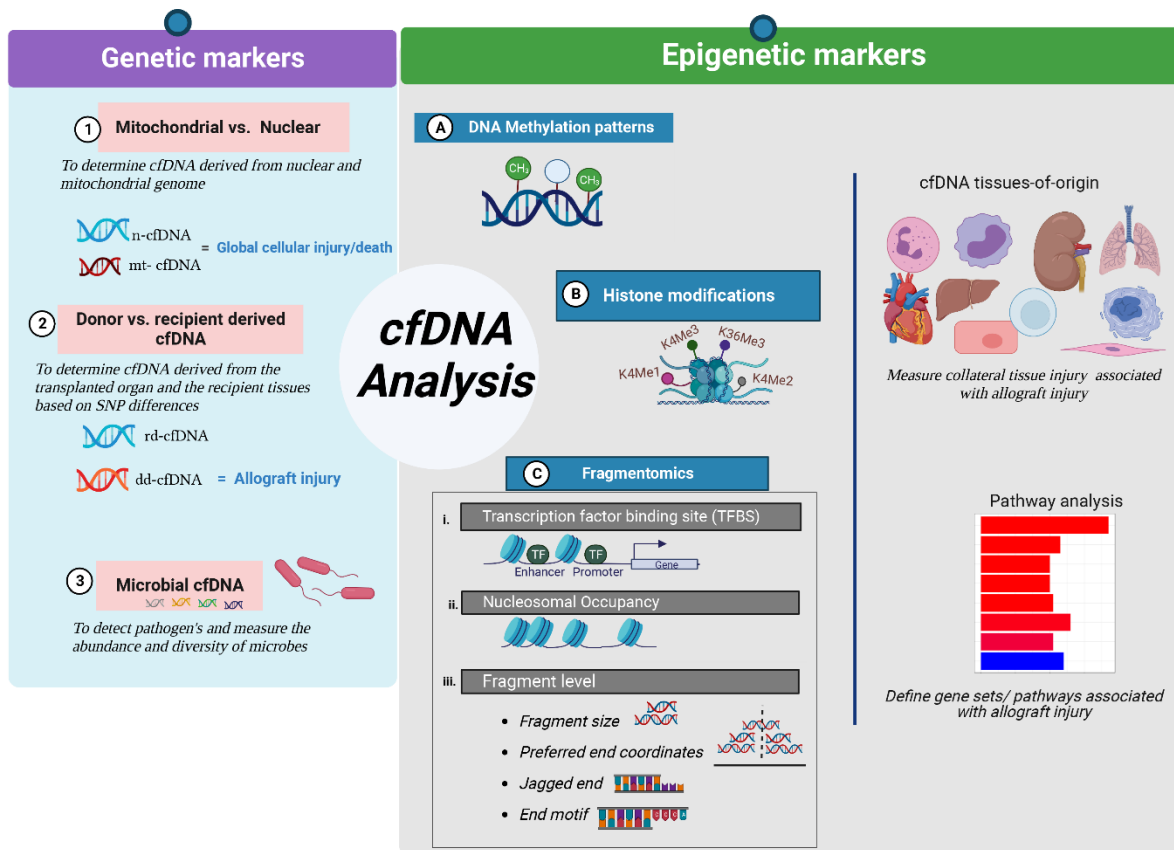 Genetic markers
1
Mitochondrial vs. Nuclear
To determine cfDNA derived from nuclear and
mitochondrial genome
n-cfDNA
mt- cfDNA
= Global cellular injury/death
2
Donor vs. recipient derived
cfDNA
To determine cfDNA derived from the
transplanted organ and the recipient tissues
based on SNP differences
rd-cfDNA
dd-cfDNA = Allograft injury
3
Microbial cfDNA
To detect pathogen's and measure the
abundance and diversity of microbes
cfDNA
Analysis
Epigenetic markers
A
DNA Methylation patterns
CH3
CH3
B
Histone modifications
K4Me3
K36Me3
K4Me1
K4Me2
C
Fragmentomics
i.
Transcription factor binding site (TFBS)
TF
TF
Enhancer
Promoter
Gene
ii.
Nucleosomal Occupancy
iii.
Fragment level
• Fragment size
• Preferred end coordinates
• Jagged end
• End motif
C C C A
cfDNA tissues-of-origin
Measure collateral tissue injury associated
with allograft injury
Pathway analysis
Define gene sets/ pathways associated
with allograft injury